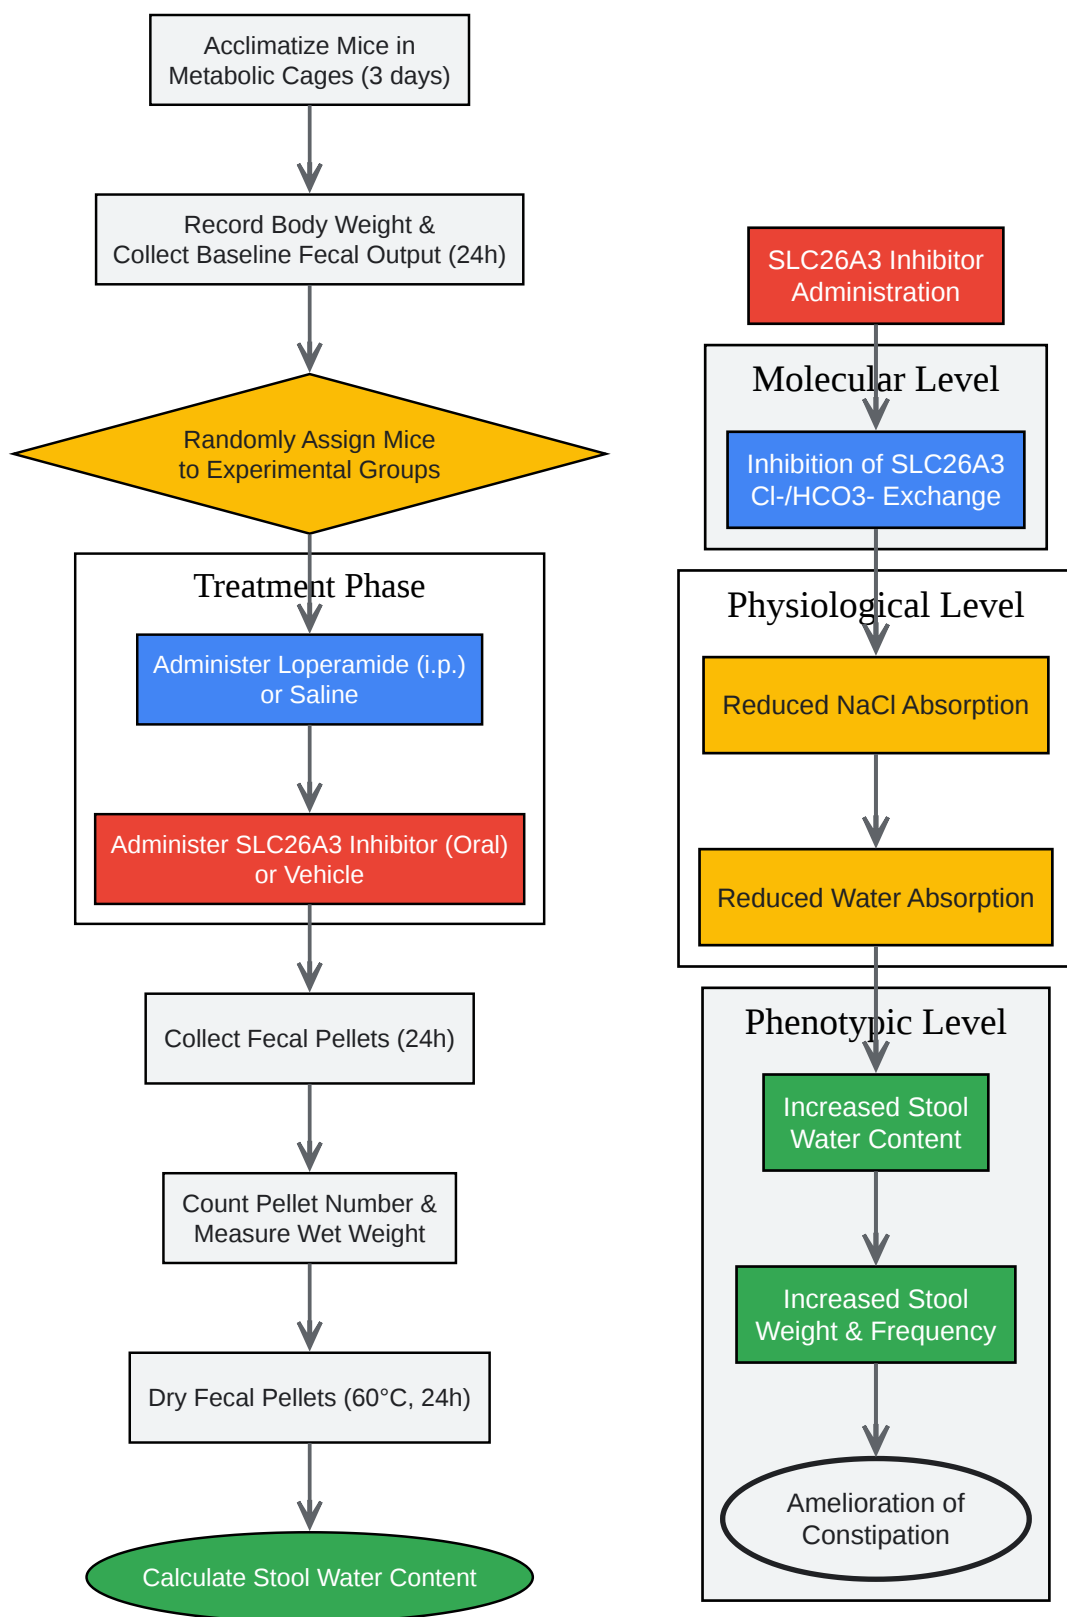 Acclimatize Mice in
Metabolic Cages (3 days)
Record Body Weight &
Collect Baseline Fecal Output (24h)
Randomly Assign Mice
to Experimental Groups
Treatment Phase
Administer Loperamide (i.p.)
or Saline
Administer SLC26A3 Inhibitor (Oral)
or Vehicle
Collect Fecal Pellets (24h)
Count Pellet Number &
Measure Wet Weight
Dry Fecal Pellets (60°C, 24h)
Calculate Stool Water Content
SLC26A3 Inhibitor
Administration
Molecular Level
Inhibition of SLC26A3
Cl-/HCO3- Exchange
Physiological Level
Reduced NaCl Absorption
Reduced Water Absorption
Phenotypic Level
Increased Stool
Water Content
Increased Stool
Weight & Frequency
Amelioration of
Constipation